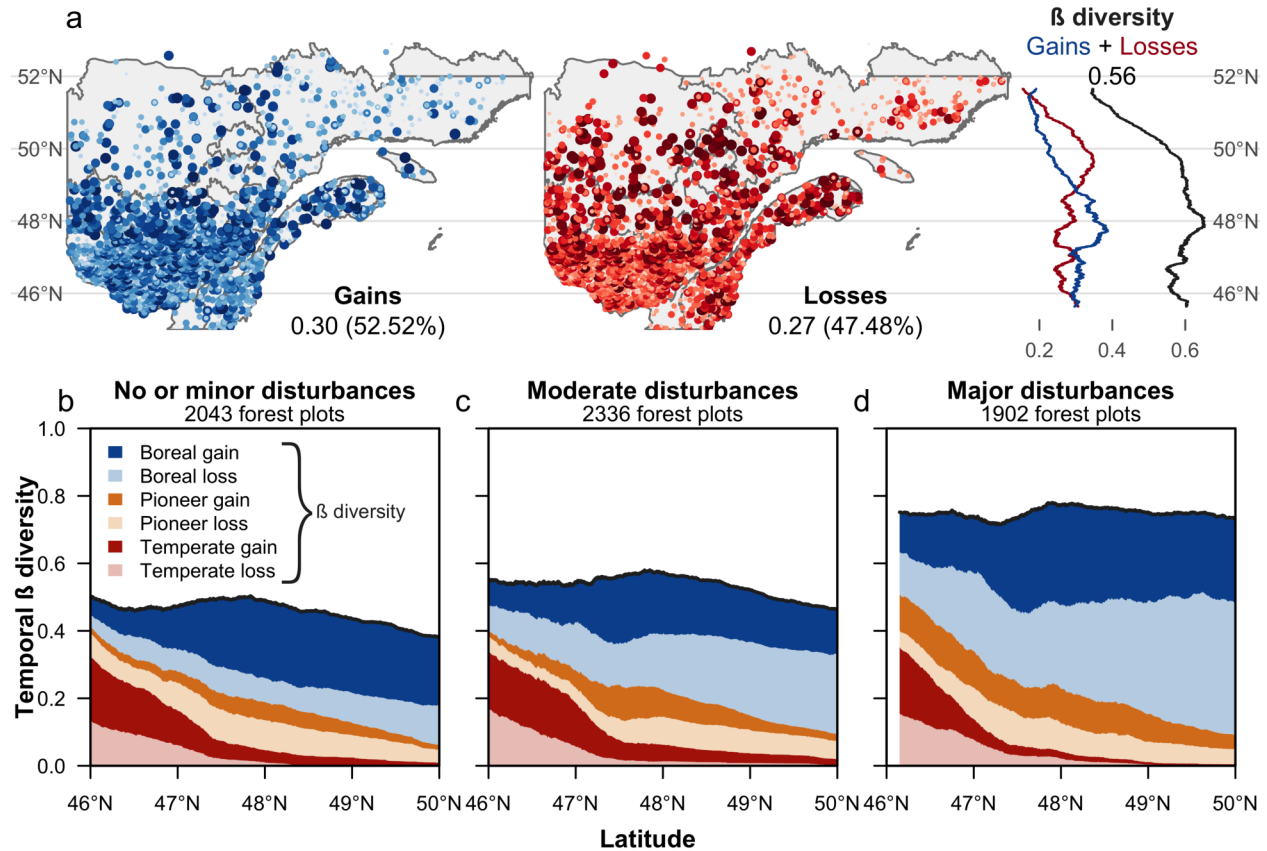 a
ß diversity
Gains + Losses
0.56
52°N
50°N
48°N
46°N
52°N
50°N
48°N
46°N
Gains
0.30 (52.52%)
Losses
0.27 (47.48%)
0.2
0.4
0.6
b
No or minor disturbances
2043 forest plots
c
Moderate disturbances
2336 forest plots
d
Major disturbances
1902 forest plots
Temporal ß diversity
1.0
0.8
0.6
0.4
0.2
0.0
Boreal gain
Boreal loss
Pioneer gain
Pioneer loss
Temperate gain
Temperate loss
ß diversity
46°N 47°N 48°N 49°N 50°N
46°N 47°N 48°N 49°N 50°N
46°N 47°N 48°N 49°N 50°N
Latitude